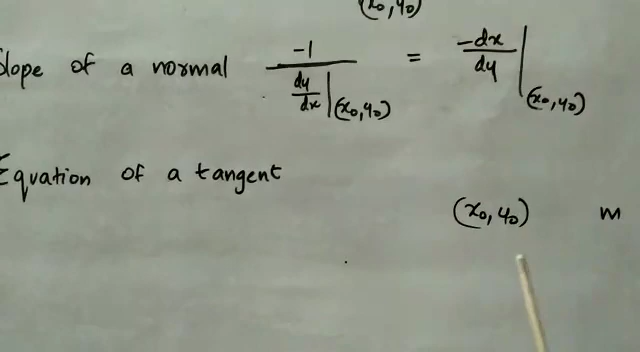 (x₀, y₀)
Slope of a normal -1 / (dy/dx |(x₀, y₀)) = -dx/dy |(x₀, y₀)
Equation of a tangent
(x₀, y₀) m